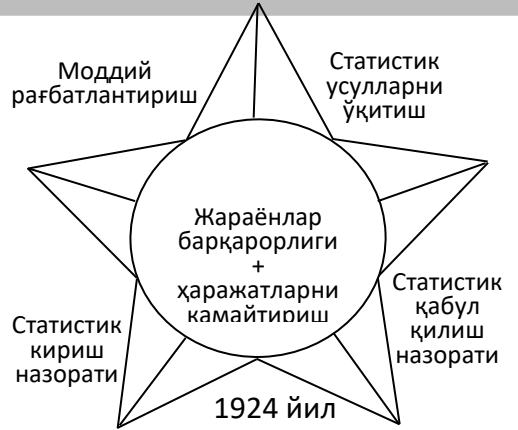 Моддий
рағбатлантириш
Статистик
усулларни
ўқитиш
Жараёнлар
барқарорлиги
+
ҳаражатларни
камайтириш
Статистик
кириш
назорати
Статистик
қабул
қилиш
назорати
1924 йил